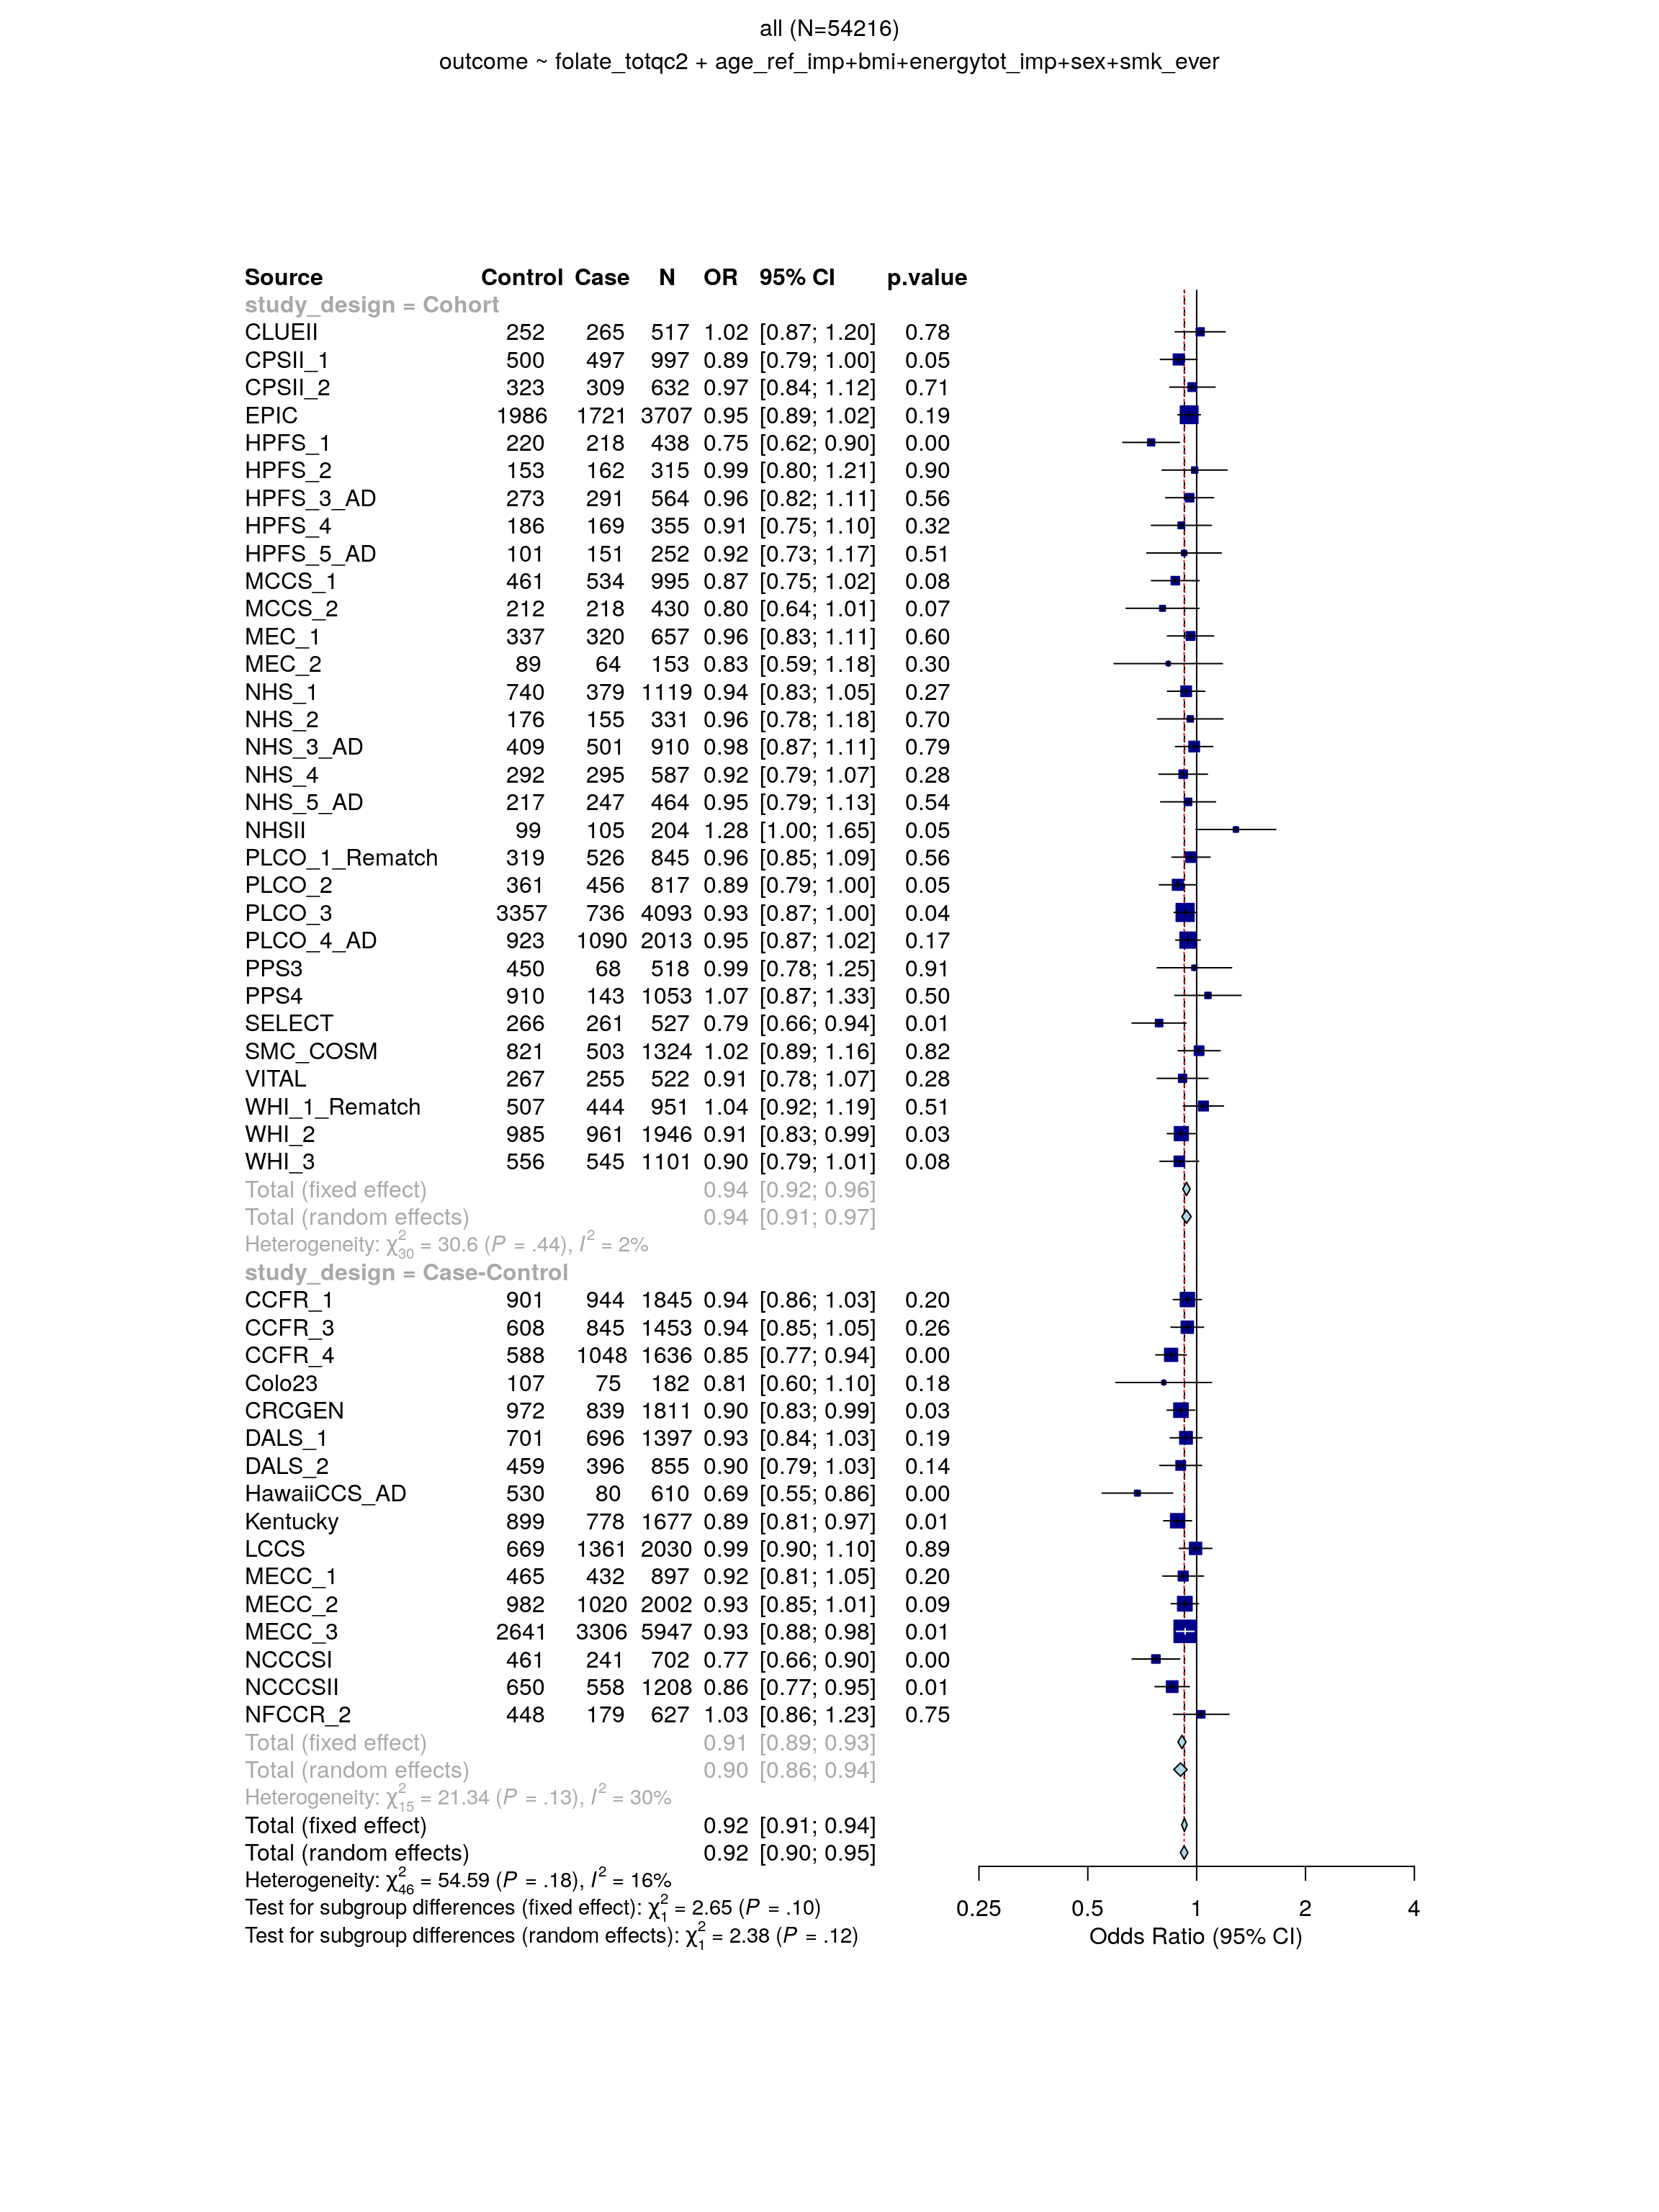 all (N=54216)
outcome ~ folate_totqc2 + age_ref_imp+bmi+energytot_imp+sex+smk_ever
Source Control Case N OR 95% CI p.value
study_design = Cohort
CLUEII 252 265 517 1.02 [0.87; 1.20] 0.78
CPSII_1 500 497 997 0.89 [0.79; 1.00] 0.05
CPSII_2 323 309 632 0.97 [0.84; 1.12] 0.71
EPIC 1986 1721 3707 0.95 [0.89; 1.02] 0.19
HPFS_1 220 218 438 0.75 [0.62; 0.90] 0.00
HPFS_2 153 162 315 0.99 [0.80; 1.21] 0.90
HPFS_3_AD 273 291 564 0.96 [0.82; 1.11] 0.56
HPFS_4 186 169 355 0.91 [0.75; 1.10] 0.32
HPFS_5_AD 101 151 252 0.92 [0.73; 1.17] 0.51
MCCS_1 461 534 995 0.87 [0.75; 1.02] 0.08
MCCS_2 212 218 430 0.80 [0.64; 1.01] 0.07
MEC_1 337 320 657 0.96 [0.83; 1.11] 0.60
MEC_2 89 64 153 0.83 [0.59; 1.18] 0.30
NHS_1 740 379 1119 0.94 [0.83; 1.05] 0.27
NHS_2 176 155 331 0.96 [0.78; 1.18] 0.70
NHS_3_AD 409 501 910 0.98 [0.87; 1.11] 0.79
NHS_4 292 295 587 0.92 [0.79; 1.07] 0.28
NHS_5_AD 217 247 464 0.95 [0.79; 1.13] 0.54
NHSII 99 105 204 1.28 [1.00; 1.65] 0.05
PLCO_1_Rematch 319 526 845 0.96 [0.85; 1.09] 0.56
PLCO_2 361 456 817 0.89 [0.79; 1.00] 0.05
PLCO_3 3357 736 4093 0.93 [0.87; 1.00] 0.04
PLCO_4_AD 923 1090 2013 0.95 [0.87; 1.02] 0.17
PPS3 450 68 518 0.99 [0.78; 1.25] 0.91
PPS4 910 143 1053 1.07 [0.87; 1.33] 0.50
SELECT 266 261 527 0.79 [0.66; 0.94] 0.01
SMC_COSM 821 503 1324 1.02 [0.89; 1.16] 0.82
VITAL 267 255 522 0.91 [0.78; 1.07] 0.28
WHI_1_Rematch 507 444 951 1.04 [0.92; 1.19] 0.51
WHI_2 985 961 1946 0.91 [0.83; 0.99] 0.03
WHI_3 556 545 1101 0.90 [0.79; 1.01] 0.08
Total (fixed effect) 0.94 [0.92; 0.96]
Total (random effects) 0.94 [0.91; 0.97]
Heterogeneity: χ²₃₀ = 30.6 (P = .44), I² = 2%
study_design = Case-Control
CCFR_1 901 944 1845 0.94 [0.86; 1.03] 0.20
CCFR_3 608 845 1453 0.94 [0.85; 1.05] 0.26
CCFR_4 588 1048 1636 0.85 [0.77; 0.94] 0.00
Colo23 107 75 182 0.81 [0.60; 1.10] 0.18
CRCGEN 972 839 1811 0.90 [0.83; 0.99] 0.03
DALS_1 701 696 1397 0.93 [0.84; 1.03] 0.19
DALS_2 459 396 855 0.90 [0.79; 1.03] 0.14
HawaiiCCS_AD 530 80 610 0.69 [0.55; 0.86] 0.00
Kentucky 899 778 1677 0.89 [0.81; 0.97] 0.01
LCCS 669 1361 2030 0.99 [0.90; 1.10] 0.89
MECC_1 465 432 897 0.92 [0.81; 1.05] 0.20
MECC_2 982 1020 2002 0.93 [0.85; 1.01] 0.09
MECC_3 2641 3306 5947 0.93 [0.88; 0.98] 0.01
NCCCSI 461 241 702 0.77 [0.66; 0.90] 0.00
NCCCSII 650 558 1208 0.86 [0.77; 0.95] 0.01
NFCCR_2 448 179 627 1.03 [0.86; 1.23] 0.75
Total (fixed effect) 0.91 [0.89; 0.93]
Total (random effects) 0.90 [0.86; 0.94]
Heterogeneity: χ²₁₅ = 21.34 (P = .13), I² = 30%
Total (fixed effect) 0.92 [0.91; 0.94]
Total (random effects) 0.92 [0.90; 0.95]
Heterogeneity: χ²₄₆ = 54.59 (P = .18), I² = 16%
Test for subgroup differences (fixed effect): χ²₁ = 2.65 (P = .10)
Test for subgroup differences (random effects): χ²₁ = 2.38 (P = .12)
0.25 0.5 1 2 4
Odds Ratio (95% CI)